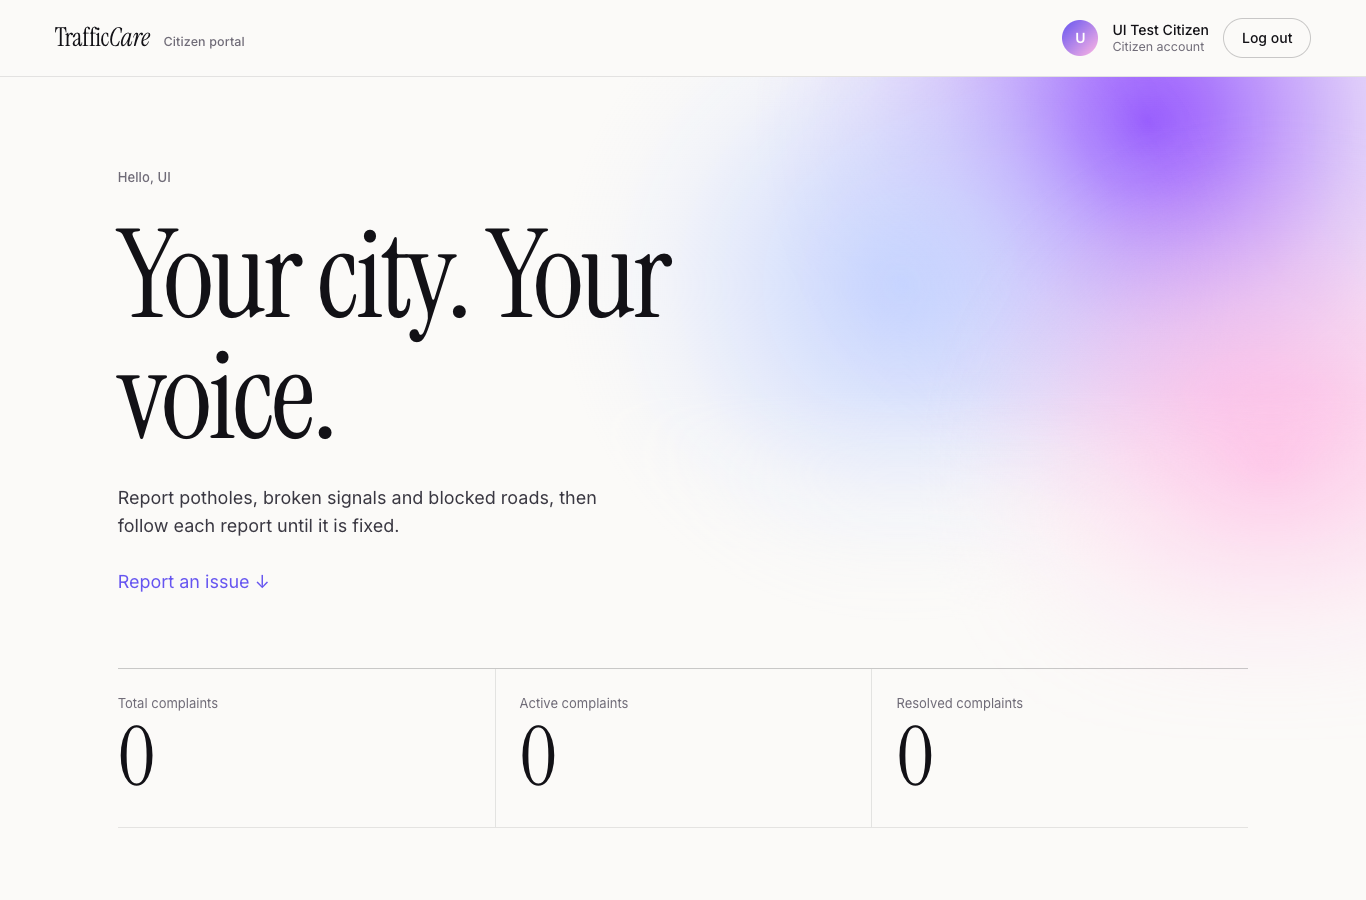 TrafficCare Citizen portal
U
UI Test Citizen
Citizen account
Log out
Hello, UI
Your city. Your
voice.
Report potholes, broken signals and blocked roads, then
follow each report until it is fixed.
Report an issue ↓
Total complaints
0
Active complaints
0
Resolved complaints
0